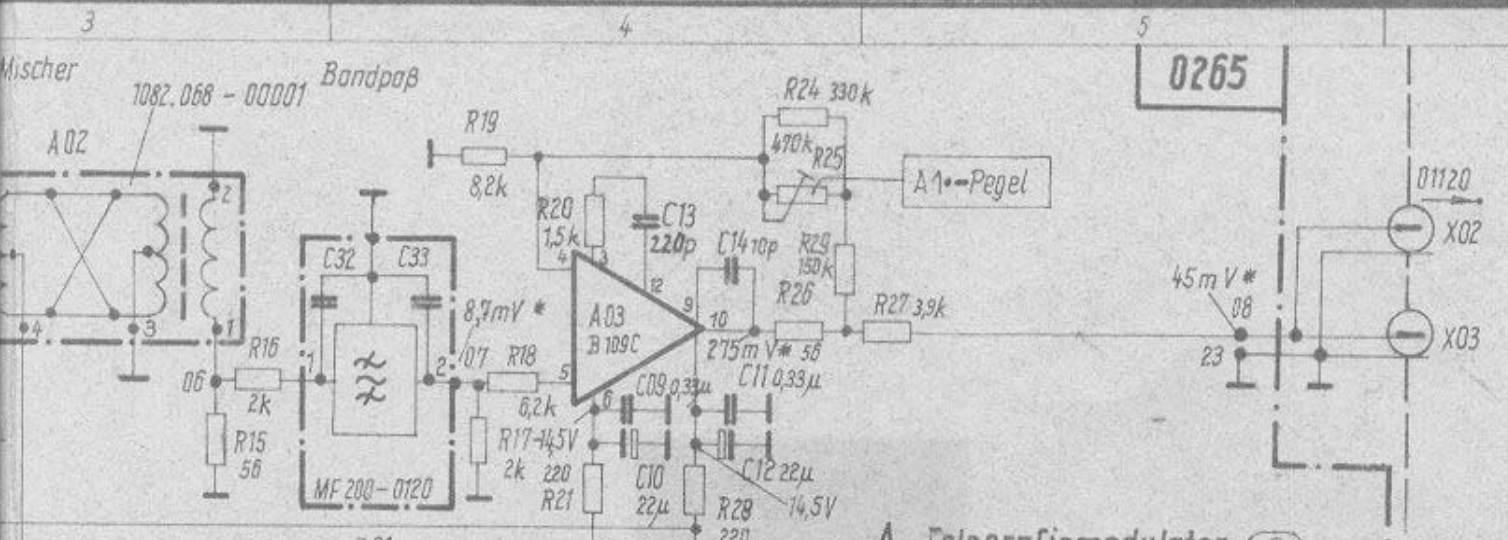 3
4
5
Mischer
Bandpaß
1082.068-00001
A02
0265
R19
8,2k
R24 330k
470k
R25
A1•-Pegel
01120
X02
2
R20
1,5k
C13
220p
C14 10p
R29
150k
4
3
12
C32
C33
9
A03
B109C
10
R26
56
R27 3,9k
275mV*
45mV*
08
23
X03
4
3
1
8,7mV*
07
R16
2k
06
1
2
R18
6,2k
5
6
C09 0,33µ
C11 0,33µ
R15
56
R17
2k
-14,5V
220
R21
C10
22µ
C12 22µ
R28
220
14,5V
MF200-0120